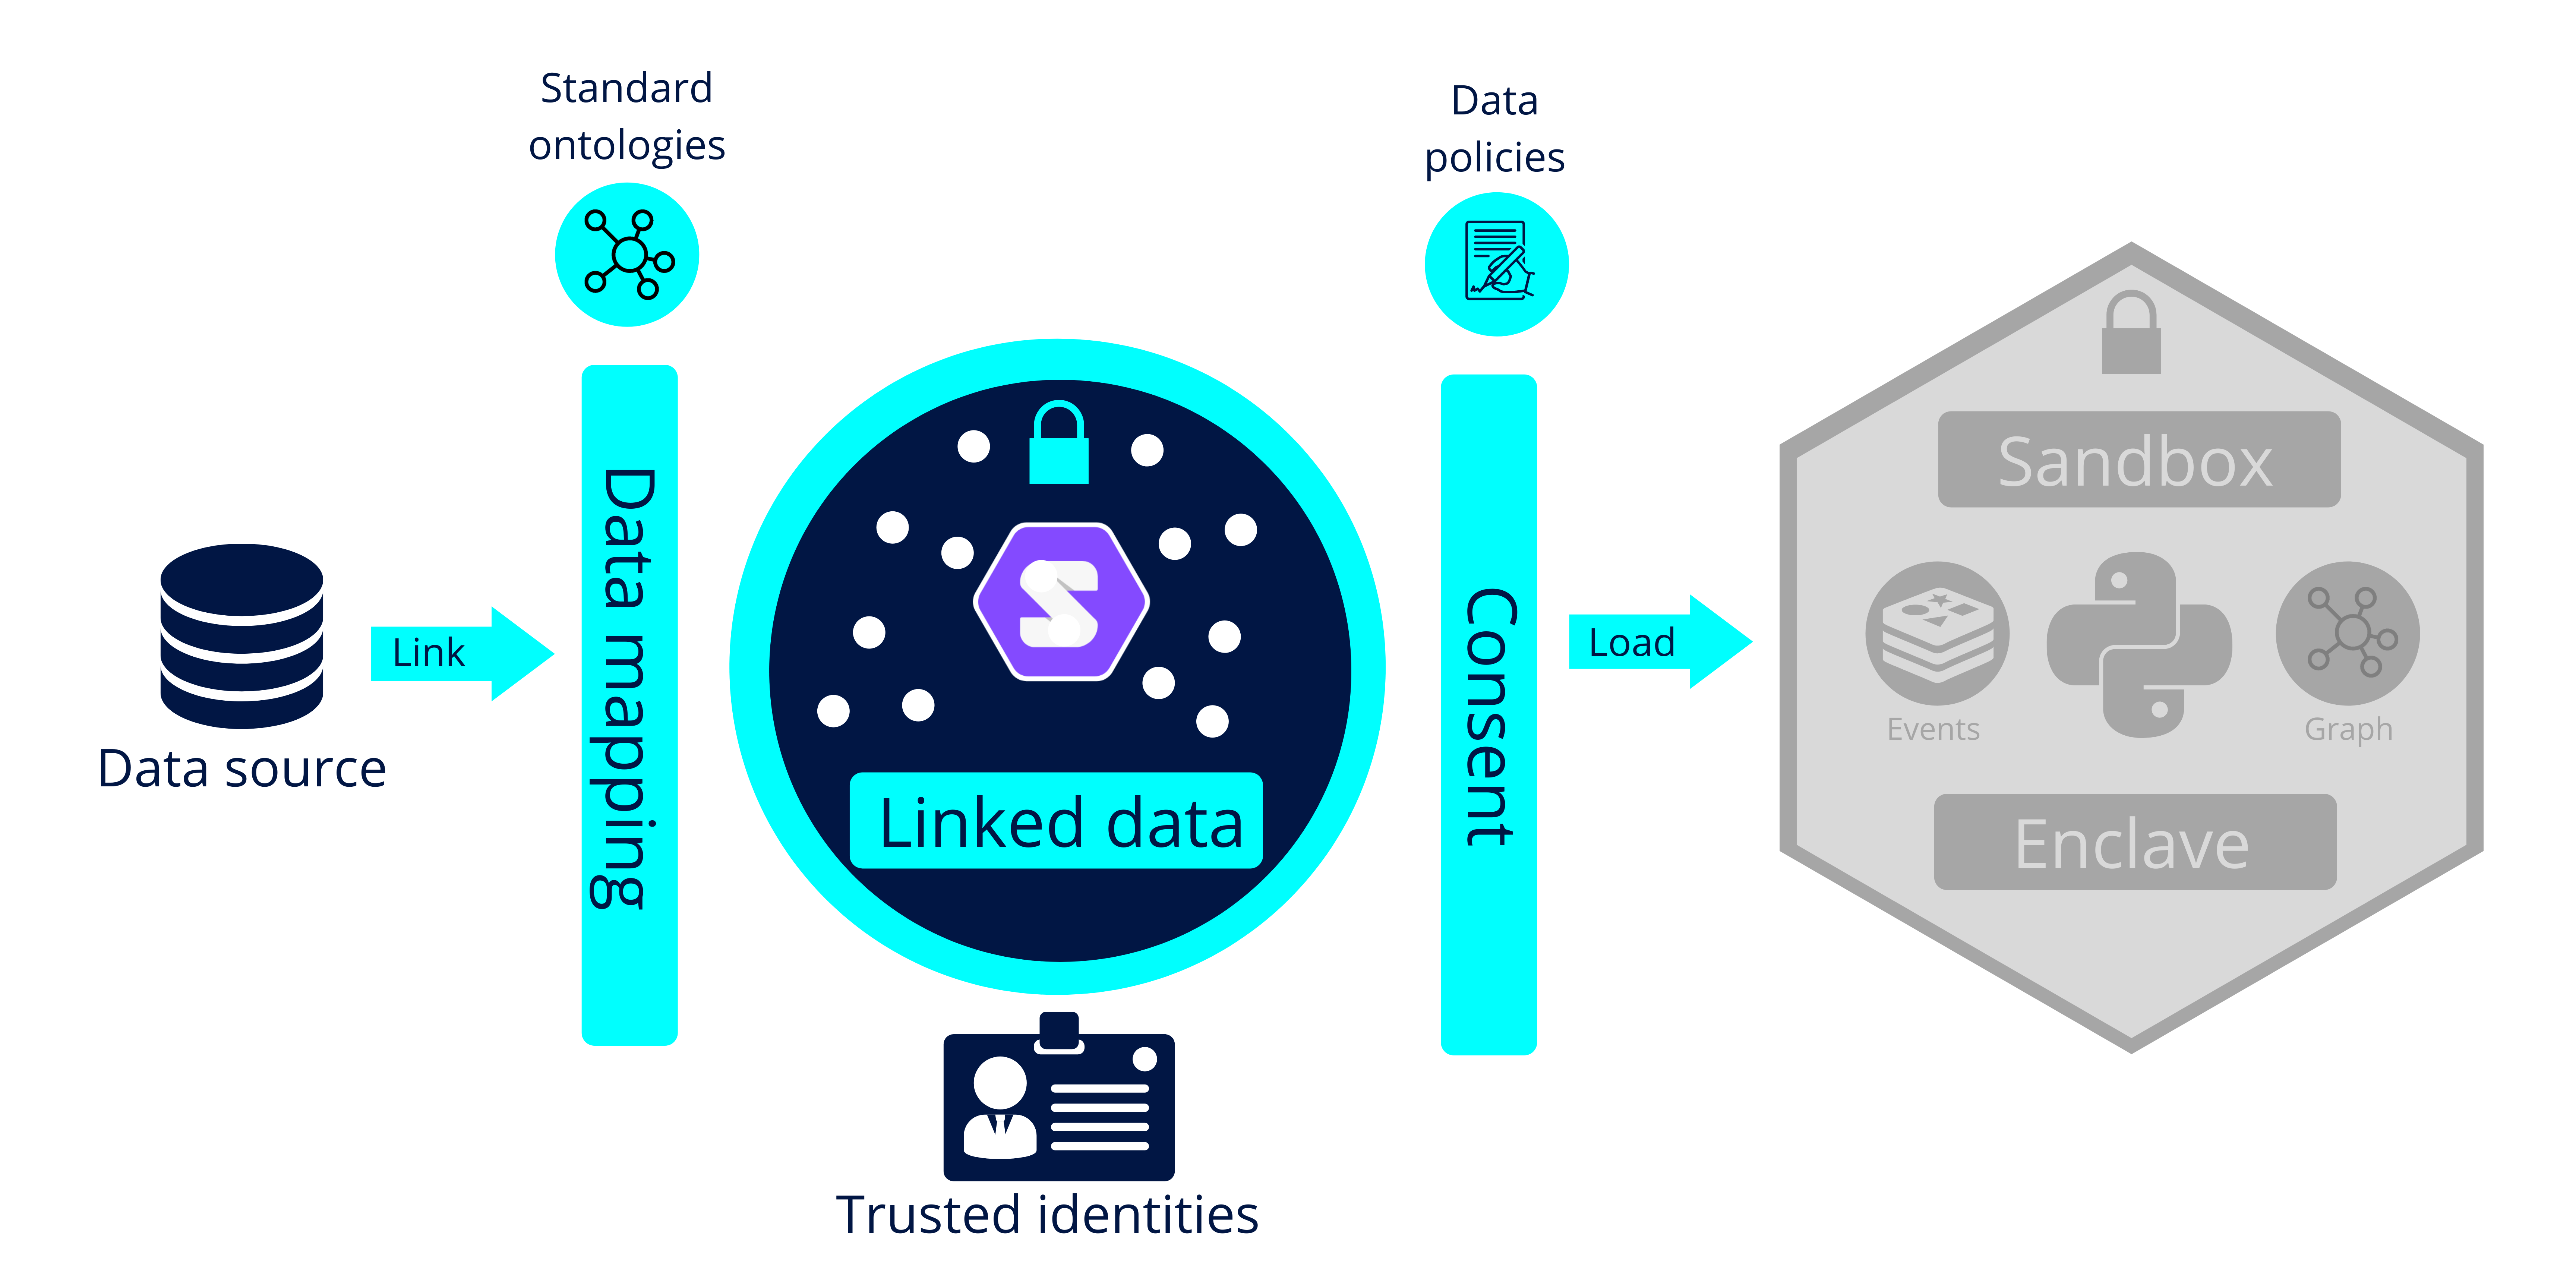 Standard
ontologies
Data
policies
Data source
Link
Data mapping
Linked data
Trusted identities
Consent
Load
Sandbox
Events
Graph
Enclave